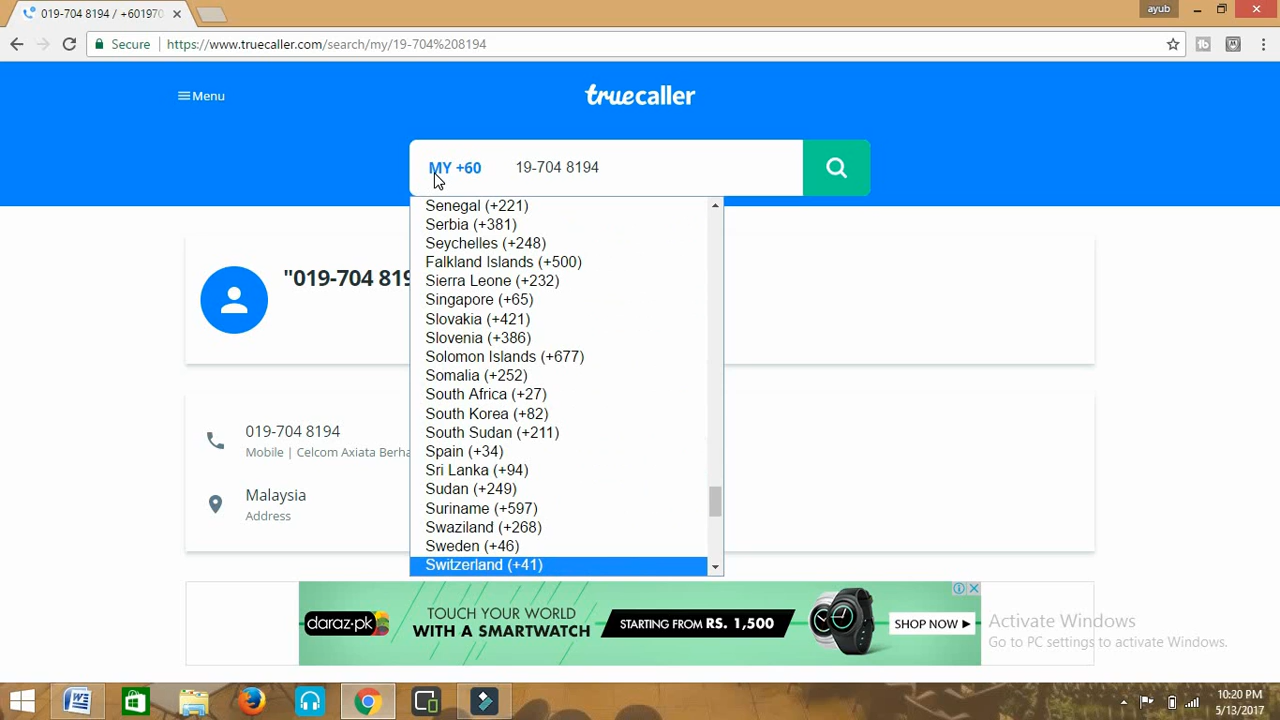 019-704 8194 / +601970
ayub
Secure
https://www.truecaller.com/search/my/19-704%208194
Menu
truecaller
MY +60
19-704 8194
Senegal (+221)
Serbia (+381)
Seychelles (+248)
Falkland Islands (+500)
Sierra Leone (+232)
Singapore (+65)
Slovakia (+421)
Slovenia (+386)
Solomon Islands (+677)
Somalia (+252)
South Africa (+27)
South Korea (+82)
South Sudan (+211)
Spain (+34)
Sri Lanka (+94)
Sudan (+249)
Suriname (+597)
Swaziland (+268)
Sweden (+46)
Switzerland (+41)
"019-704 819
019-704 8194
Mobile | Celcom Axiata Berha
Malaysia
Address
daraz.pk
TOUCH YOUR WORLD
WITH A SMARTWATCH
STARTING FROM RS. 1,500
SHOP NOW
Activate Windows
Go to PC settings to activate Windows.
10:20 PM
5/13/2017